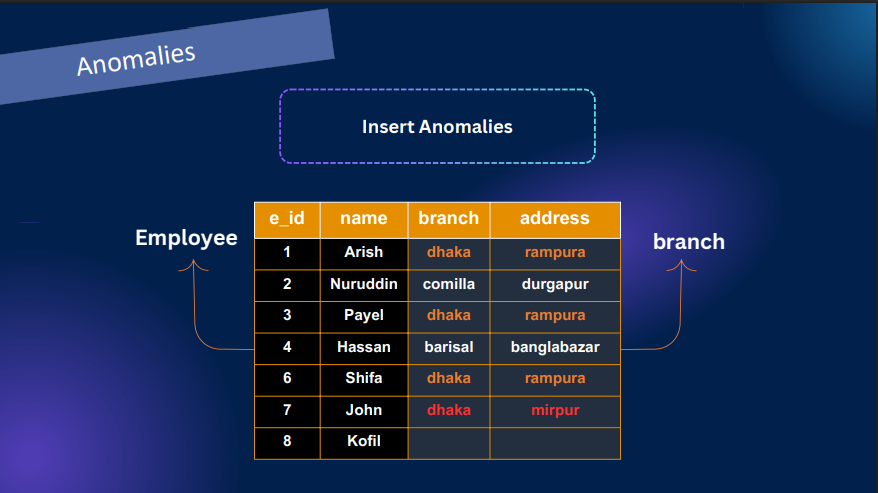 Anomalies
Insert Anomalies
Employee
branch
e_id name branch address
1 Arish dhaka rampura
2 Nuruddin comilla durgapur
3 Payel dhaka rampura
4 Hassan barisal banglabazar
6 Shifa dhaka rampura
7 John dhaka mirpur
8 Kofil